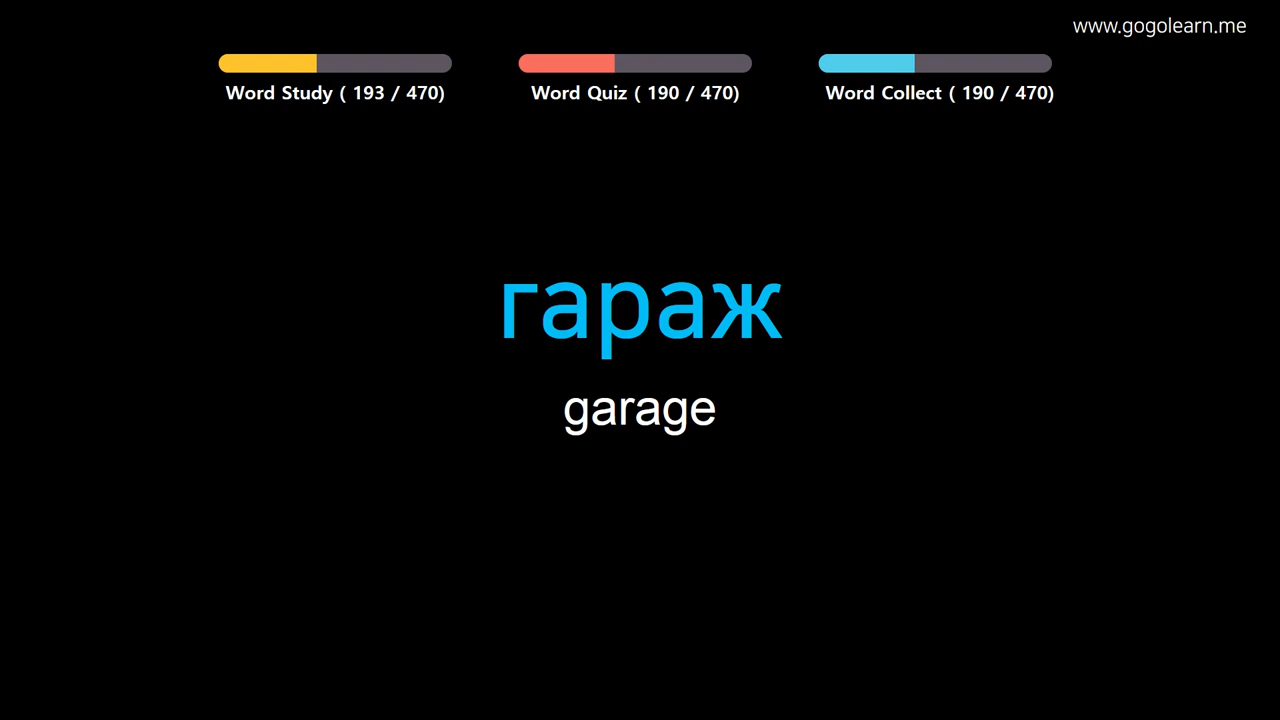 www.gogolearn.me
Word Study ( 193 / 470)
Word Quiz ( 190 / 470)
Word Collect ( 190 / 470)
гараж
garage